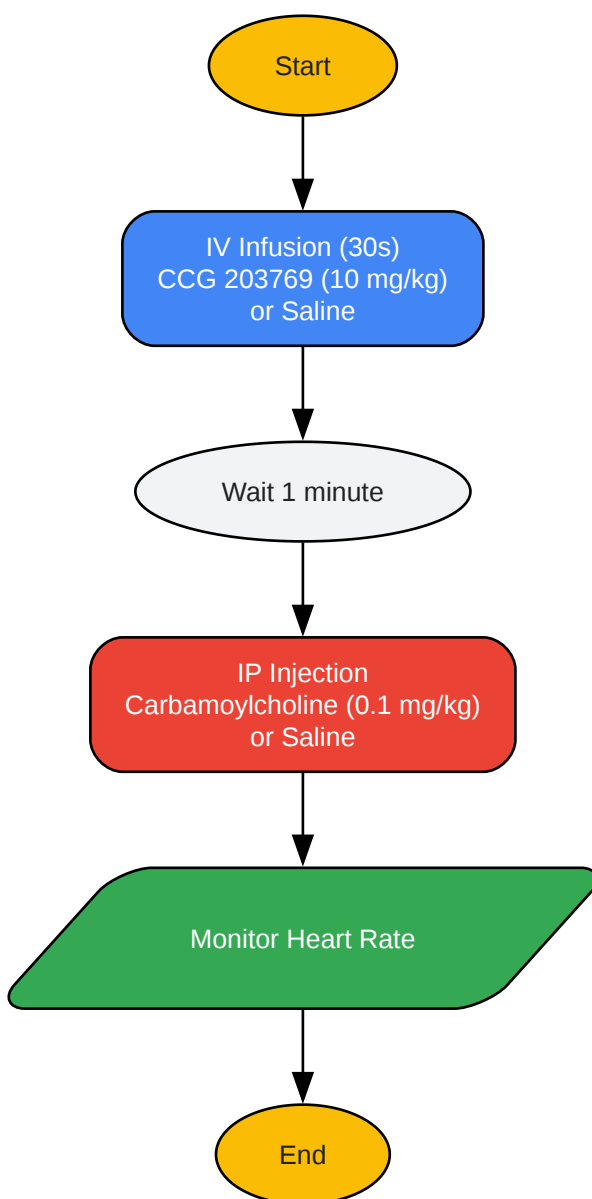 Start
IV Infusion (30s)
CCG 203769 (10 mg/kg)
or Saline
Wait 1 minute
IP Injection
Carbamoylcholine (0.1 mg/kg)
or Saline
Monitor Heart Rate
End